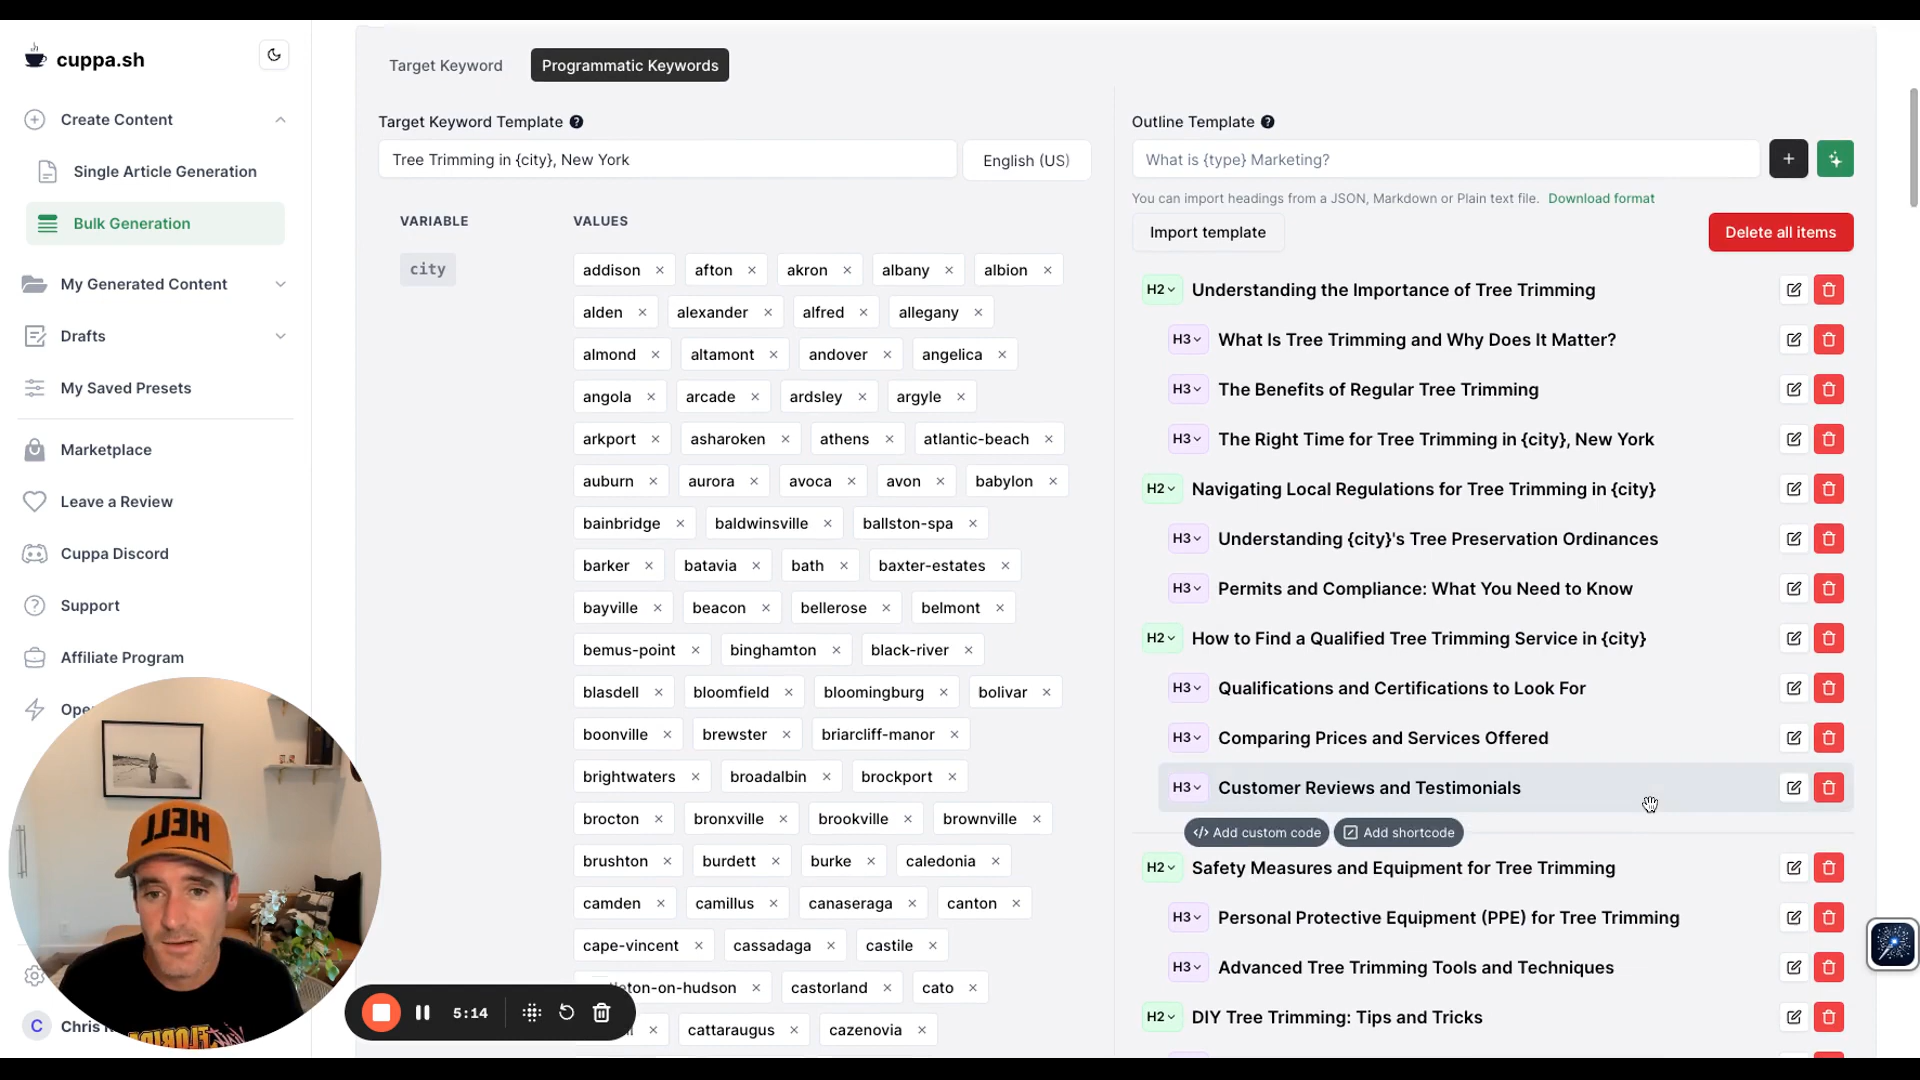 cuppa.sh
Create Content
Single Article Generation
Bulk Generation
My Generated Content
Drafts
My Saved Presets
Marketplace
Leave a Review
Cuppa Discord
Support
Affiliate Program
C Chris
HELL
5:14
Target Keyword
Programmatic Keywords
Target Keyword Template ?
Tree Trimming in {city}, New York
English (US)
VARIABLE VALUES
city
addison × afton × akron × albany × albion ×
alden × alexander × alfred × allegany ×
almond × altamont × andover × angelica ×
angola × arcade × ardsley × argyle ×
arkport × asharoken × athens × atlantic-beach ×
auburn × aurora × avoca × avon × babylon ×
bainbridge × baldwinsville × ballston-spa ×
barker × batavia × bath × baxter-estates ×
bayville × beacon × bellerose × belmont ×
bemus-point × binghamton × black-river ×
blasdell × bloomfield × bloomingburg × bolivar ×
boonville × brewster × briarcliff-manor ×
brightwaters × broadalbin × brockport ×
brocton × bronxville × brookville × brownville ×
brushton × burdett × burke × caledonia ×
camden × camillus × canaseraga × canton ×
cape-vincent × cassadaga × castile ×
eton-on-hudson × castorland × cato ×
× cattaraugus × cazenovia ×
Outline Template ?
What is {type} Marketing?
+
You can import headings from a JSON, Markdown or Plain text file. Download format
Import template
Delete all items
H2 Understanding the Importance of Tree Trimming
H3 What Is Tree Trimming and Why Does It Matter?
H3 The Benefits of Regular Tree Trimming
H3 The Right Time for Tree Trimming in {city}, New York
H2 Navigating Local Regulations for Tree Trimming in {city}
H3 Understanding {city}'s Tree Preservation Ordinances
H3 Permits and Compliance: What You Need to Know
H2 How to Find a Qualified Tree Trimming Service in {city}
H3 Qualifications and Certifications to Look For
H3 Comparing Prices and Services Offered
H3 Customer Reviews and Testimonials
</> Add custom code
Add shortcode
H2 Safety Measures and Equipment for Tree Trimming
H3 Personal Protective Equipment (PPE) for Tree Trimming
H3 Advanced Tree Trimming Tools and Techniques
H2 DIY Tree Trimming: Tips and Tricks